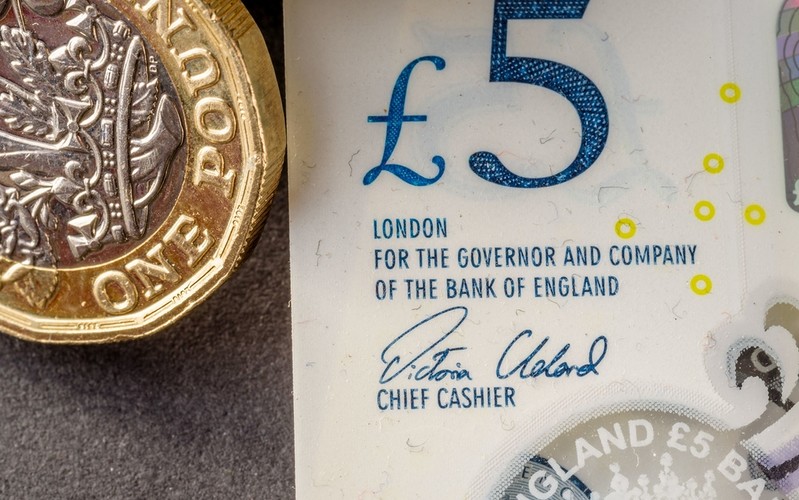 ONE POUND
£5
LONDON
FOR THE GOVERNOR AND COMPANY
OF THE BANK OF ENGLAND
Victoria Cleland
CHIEF CASHIER
ENGLAND £5 BA